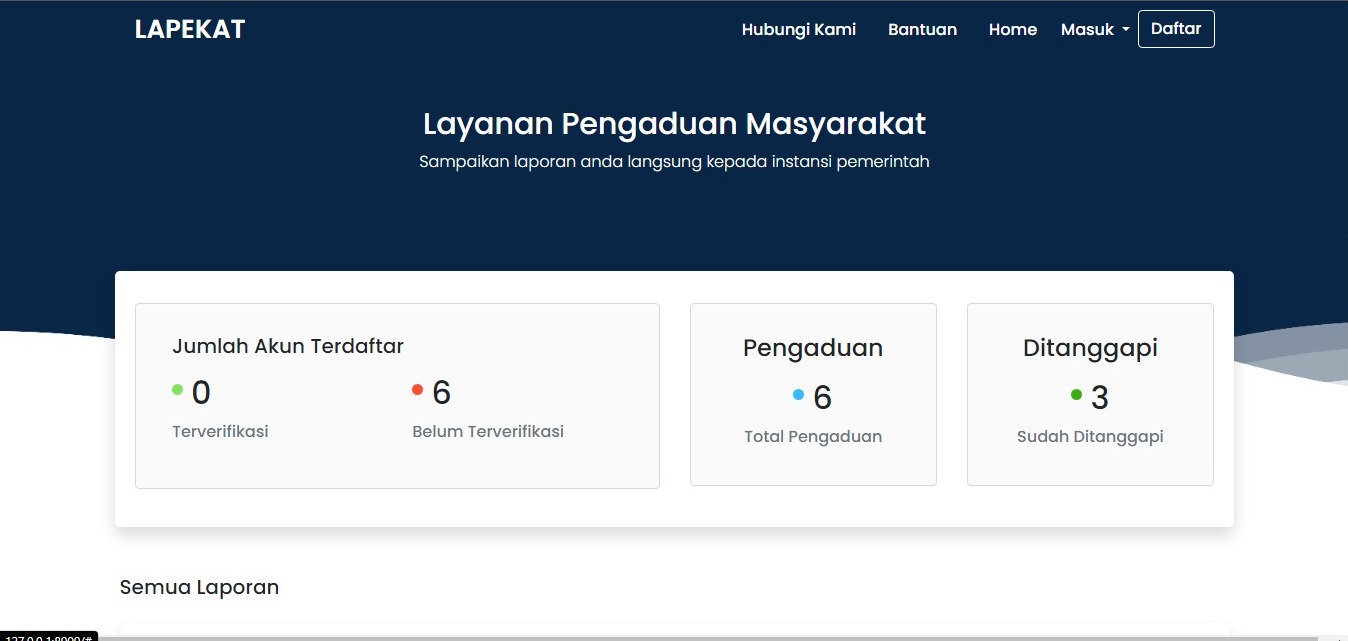 LAPEKAT
Hubungi Kami
Bantuan
Home
Masuk
Daftar
Layanan Pengaduan Masyarakat
Sampaikan laporan anda langsung kepada instansi pemerintah
Jumlah Akun Terdaftar
0
Terverifikasi
6
Belum Terverifikasi
Pengaduan
6
Total Pengaduan
Ditanggapi
3
Sudah Ditanggapi
Semua Laporan
127.0.0.1:8000/#